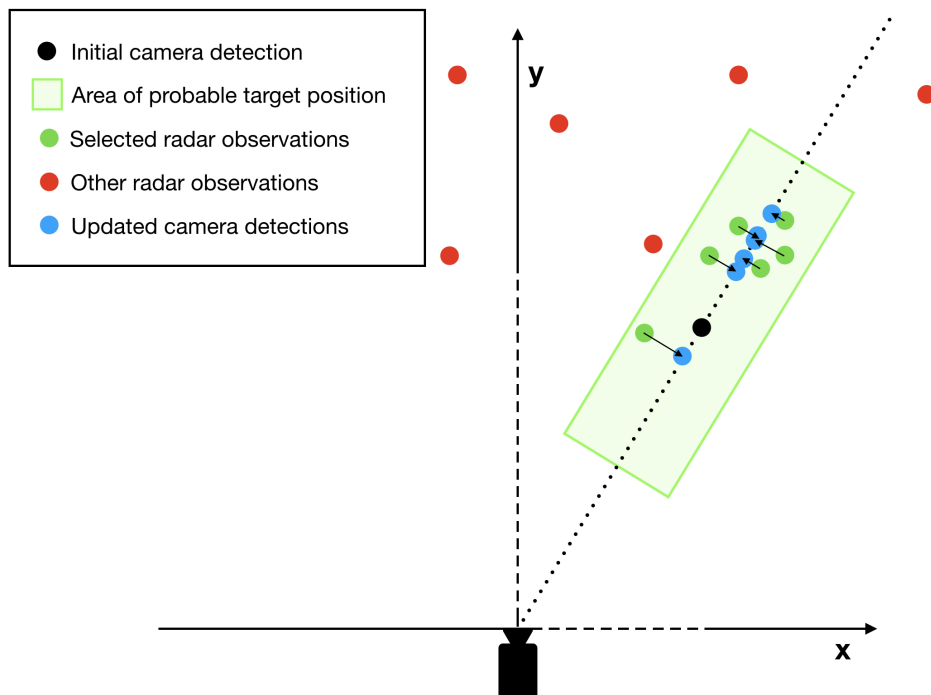 Initial camera detection
Area of probable target position
Selected radar observations
Other radar observations
Updated camera detections
y
x